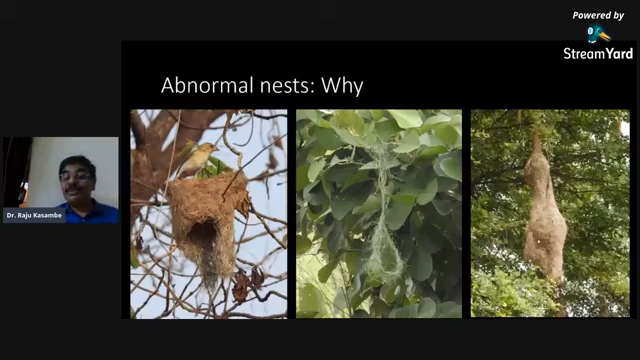 Powered by
StreamYard
Abnormal nests: Why
Dr. Raju Kasambe